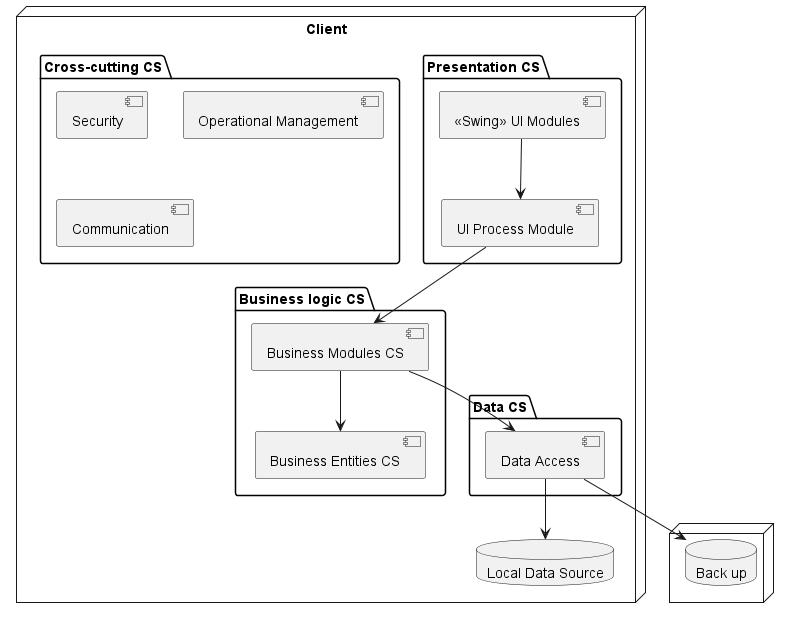 Client
Cross-cutting CS
Presentation CS
Security
Operational Management
«Swing» UI Modules
Communication
UI Process Module
Business logic CS
Business Modules CS
Data CS
Business Entities CS
Data Access
Local Data Source
Back up